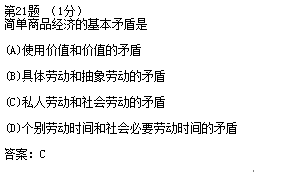 第21题 （1分）
简单商品经济的基本矛盾是
(A)使用价值和价值的矛盾
(B)具体劳动和抽象劳动的矛盾
(C)私人劳动和社会劳动的矛盾
(D)个别劳动时间和社会必要劳动时间的矛盾
答案：C